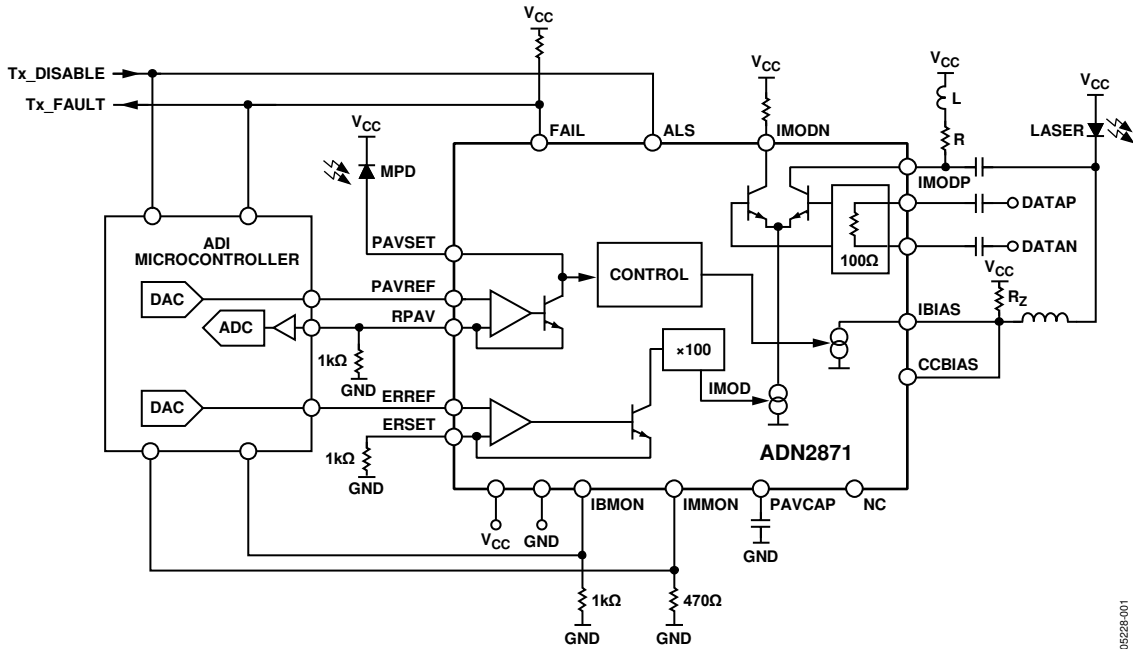 VCC
Tx_DISABLE
Tx_FAULT
VCC
VCC
VCC
L
R
LASER
FAIL
ALS
IMODN
VCC
MPD
IMODP
DATAP
DATAN
100Ω
ADI
MICROCONTROLLER
PAVSET
CONTROL
DAC
PAVREF
VCC
RZ
ADC
RPAV
IBIAS
1kΩ
GND
×100
CCBIAS
DAC
ERREF
IMOD
ERSET
1kΩ
GND
ADN2871
VCC
GND
IBMON
IMMON
PAVCAP
NC
GND
1kΩ
GND
470Ω
GND
05228-001